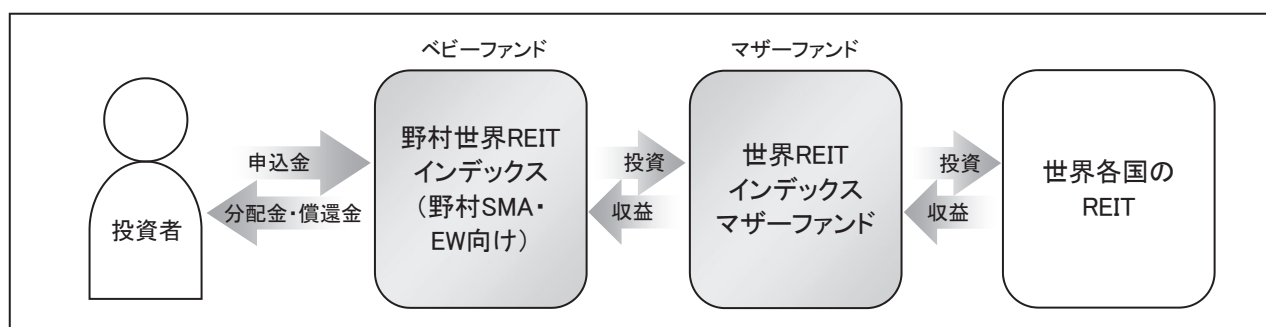 ベビーファンド
マザーファンド
投資者
申込金
分配金・償還金
野村世界REIT
インデックス
（野村SMA・
EW向け）
投資
収益
世界REIT
インデックス
マザーファンド
投資
収益
世界各国の
REIT